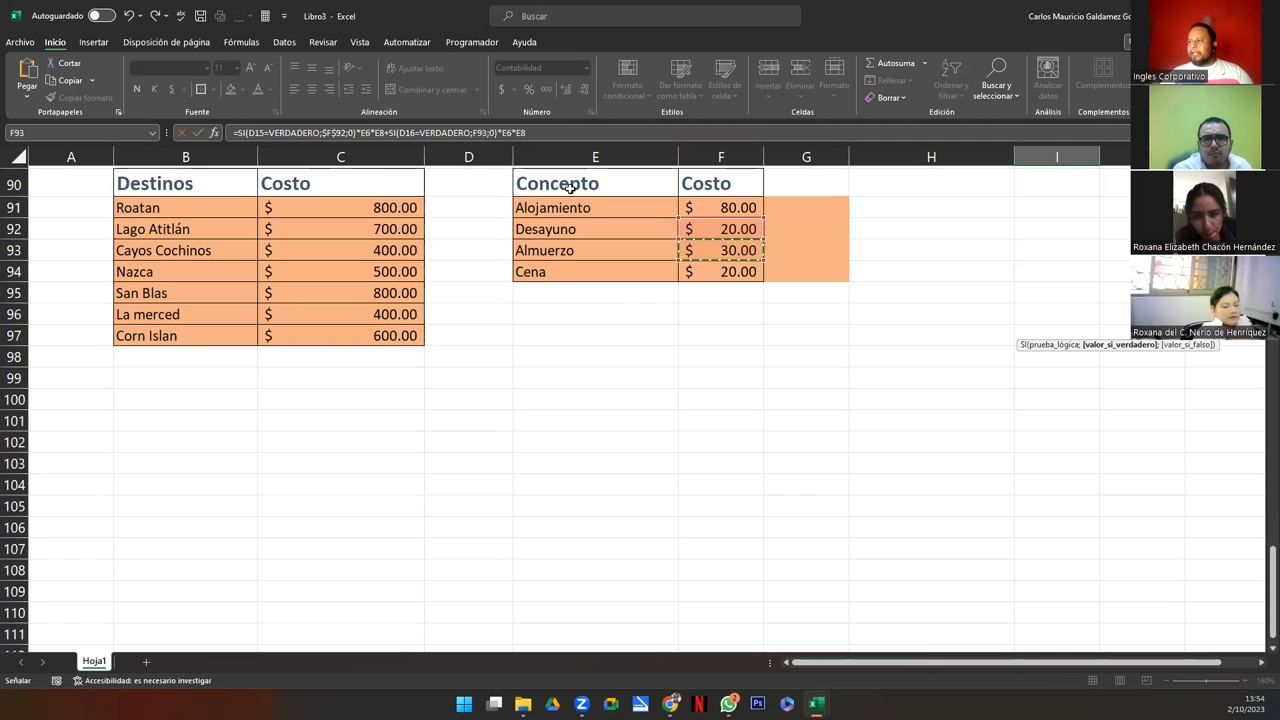 Autoguardado
Libro3 - Excel
Buscar
Carlos Mauricio Galdamez Go
Archivo Inicio Insertar Disposición de página Fórmulas Datos Revisar Vista Automatizar Programador Ayuda
Pegar
Cortar
Copiar
Copiar formato
Portapapeles
11
N K S
Fuente
Ajustar texto
Combinar y centrar
Alineación
Contabilidad
$ %
Número
Formato condicional
Dar formato como tabla
Estilos de celda
Estilos
Insertar Eliminar Formato
Celdas
Autosuma
Rellenar
Borrar
Ordenar y filtrar
Buscar y seleccionar
Edición
Analizar datos
Análisis
Complementos
Complementos
F93
fx
=SI(D15=VERDADERO;$F$92;0)*E6*E8+SI(D16=VERDADERO;F93;0)*E6*E8
A B C D E F G H I
90 Destinos Costo Concepto Costo
91 Roatan $ 800.00 Alojamiento $ 80.00
92 Lago Atitlán $ 700.00 Desayuno $ 20.00
93 Cayos Cochinos $ 400.00 Almuerzo $ 30.00
94 Nazca $ 500.00 Cena $ 20.00
95 San Blas $ 800.00
96 La merced $ 400.00
97 Corn Islan $ 600.00
98
99
100
101
102
103
104
105
106
107
108
109
110
111
SI(prueba_lógica; [valor_si_verdadero]; [valor_si_falso])
Ingles Corporativo
Roxana Elizabeth Chacón Hernández
Roxana del C. Nerio de Henríquez
Hoja1
Señalar
Accesibilidad: es necesario investigar
160%
2
13:54
2/10/2023